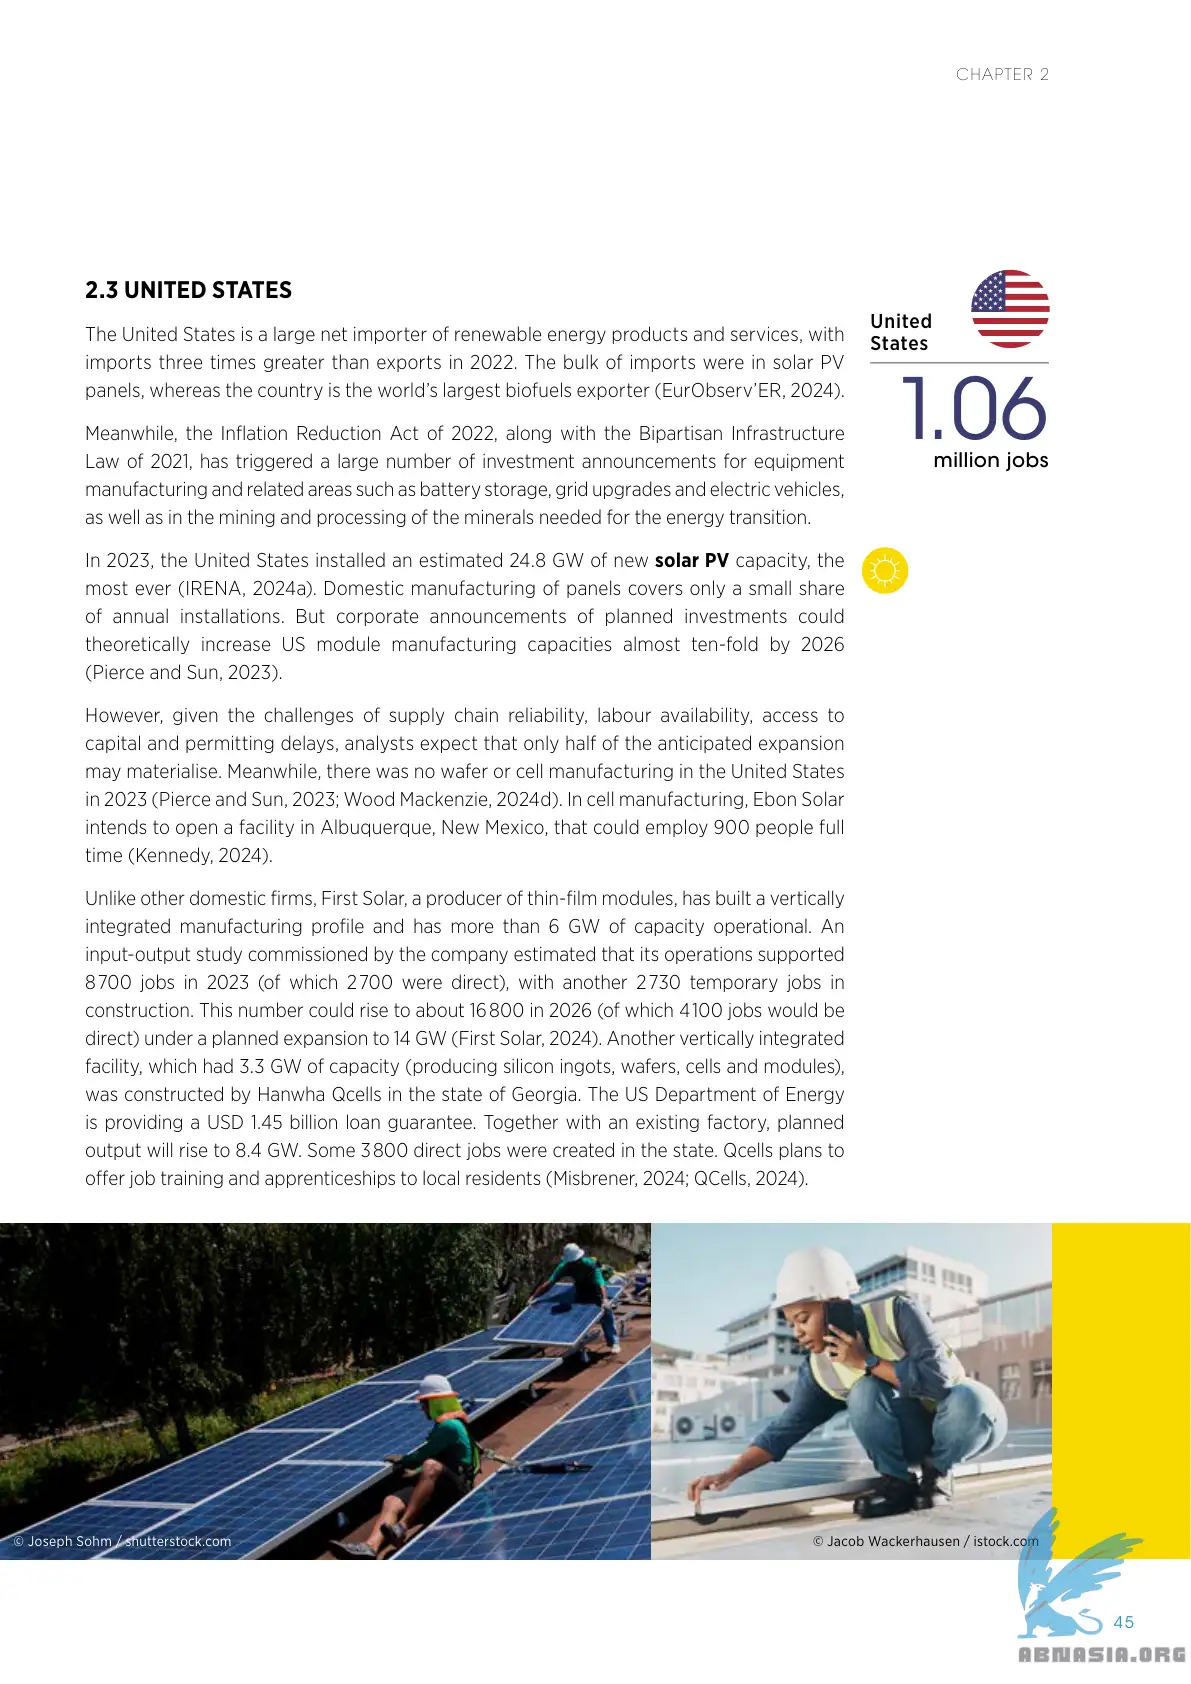 CHAPTER 2
2.3 UNITED STATES
The United States is a large net importer of renewable energy products and services, with
imports three times greater than exports in 2022. The bulk of imports were in solar PV
panels, whereas the country is the world’s largest biofuels exporter (EurObserv’ER, 2024).
Meanwhile, the Inflation Reduction Act of 2022, along with the Bipartisan Infrastructure
Law of 2021, has triggered a large number of investment announcements for equipment
manufacturing and related areas such as battery storage, grid upgrades and electric vehicles,
as well as in the mining and processing of the minerals needed for the energy transition.
In 2023, the United States installed an estimated 24.8 GW of new solar PV capacity, the
most ever (IRENA, 2024a). Domestic manufacturing of panels covers only a small share
of annual installations. But corporate announcements of planned investments could
theoretically increase US module manufacturing capacities almost ten-fold by 2026
(Pierce and Sun, 2023).
However, given the challenges of supply chain reliability, labour availability, access to
capital and permitting delays, analysts expect that only half of the anticipated expansion
may materialise. Meanwhile, there was no wafer or cell manufacturing in the United States
in 2023 (Pierce and Sun, 2023; Wood Mackenzie, 2024d). In cell manufacturing, Ebon Solar
intends to open a facility in Albuquerque, New Mexico, that could employ 900 people full
time (Kennedy, 2024).
Unlike other domestic firms, First Solar, a producer of thin-film modules, has built a vertically
integrated manufacturing profile and has more than 6 GW of capacity operational. An
input-output study commissioned by the company estimated that its operations supported
8 700 jobs in 2023 (of which 2 700 were direct), with another 2 730 temporary jobs in
construction. This number could rise to about 16 800 in 2026 (of which 4 100 jobs would be
direct) under a planned expansion to 14 GW (First Solar, 2024). Another vertically integrated
facility, which had 3.3 GW of capacity (producing silicon ingots, wafers, cells and modules),
was constructed by Hanwha Qcells in the state of Georgia. The US Department of Energy
is providing a USD 1.45 billion loan guarantee. Together with an existing factory, planned
output will rise to 8.4 GW. Some 3 800 direct jobs were created in the state. Qcells plans to
offer job training and apprenticeships to local residents (Misbrener, 2024; QCells, 2024).
United
States
1.06
million jobs
© Joseph Sohm / shutterstock.com
© Jacob Wackerhausen / istock.com
45
ABNASIA.ORG